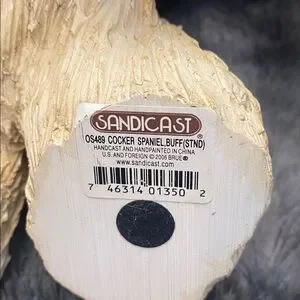 SANDICAST®
OS489 COCKER SPANIEL,BUFF(STND)
HANDCAST AND HANDPAINTED IN CHINA
U.S. AND FOREIGN © 2006 BRUE ®
www.sandicast.com
7 46314 01350 2